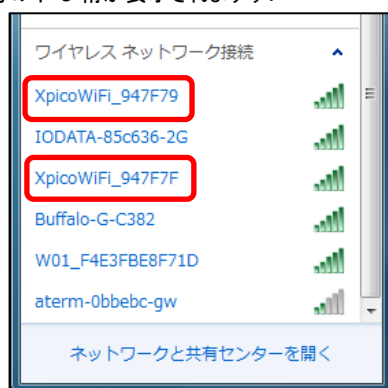 ワイヤレス ネットワーク接続
XpicoWiFi_947F79
IODATA-85c636-2G
XpicoWiFi_947F7F
Buffalo-G-C382
W01_F4E3FBE8F71D
aterm-0bbebc-gw
ネットワークと共有センターを開く